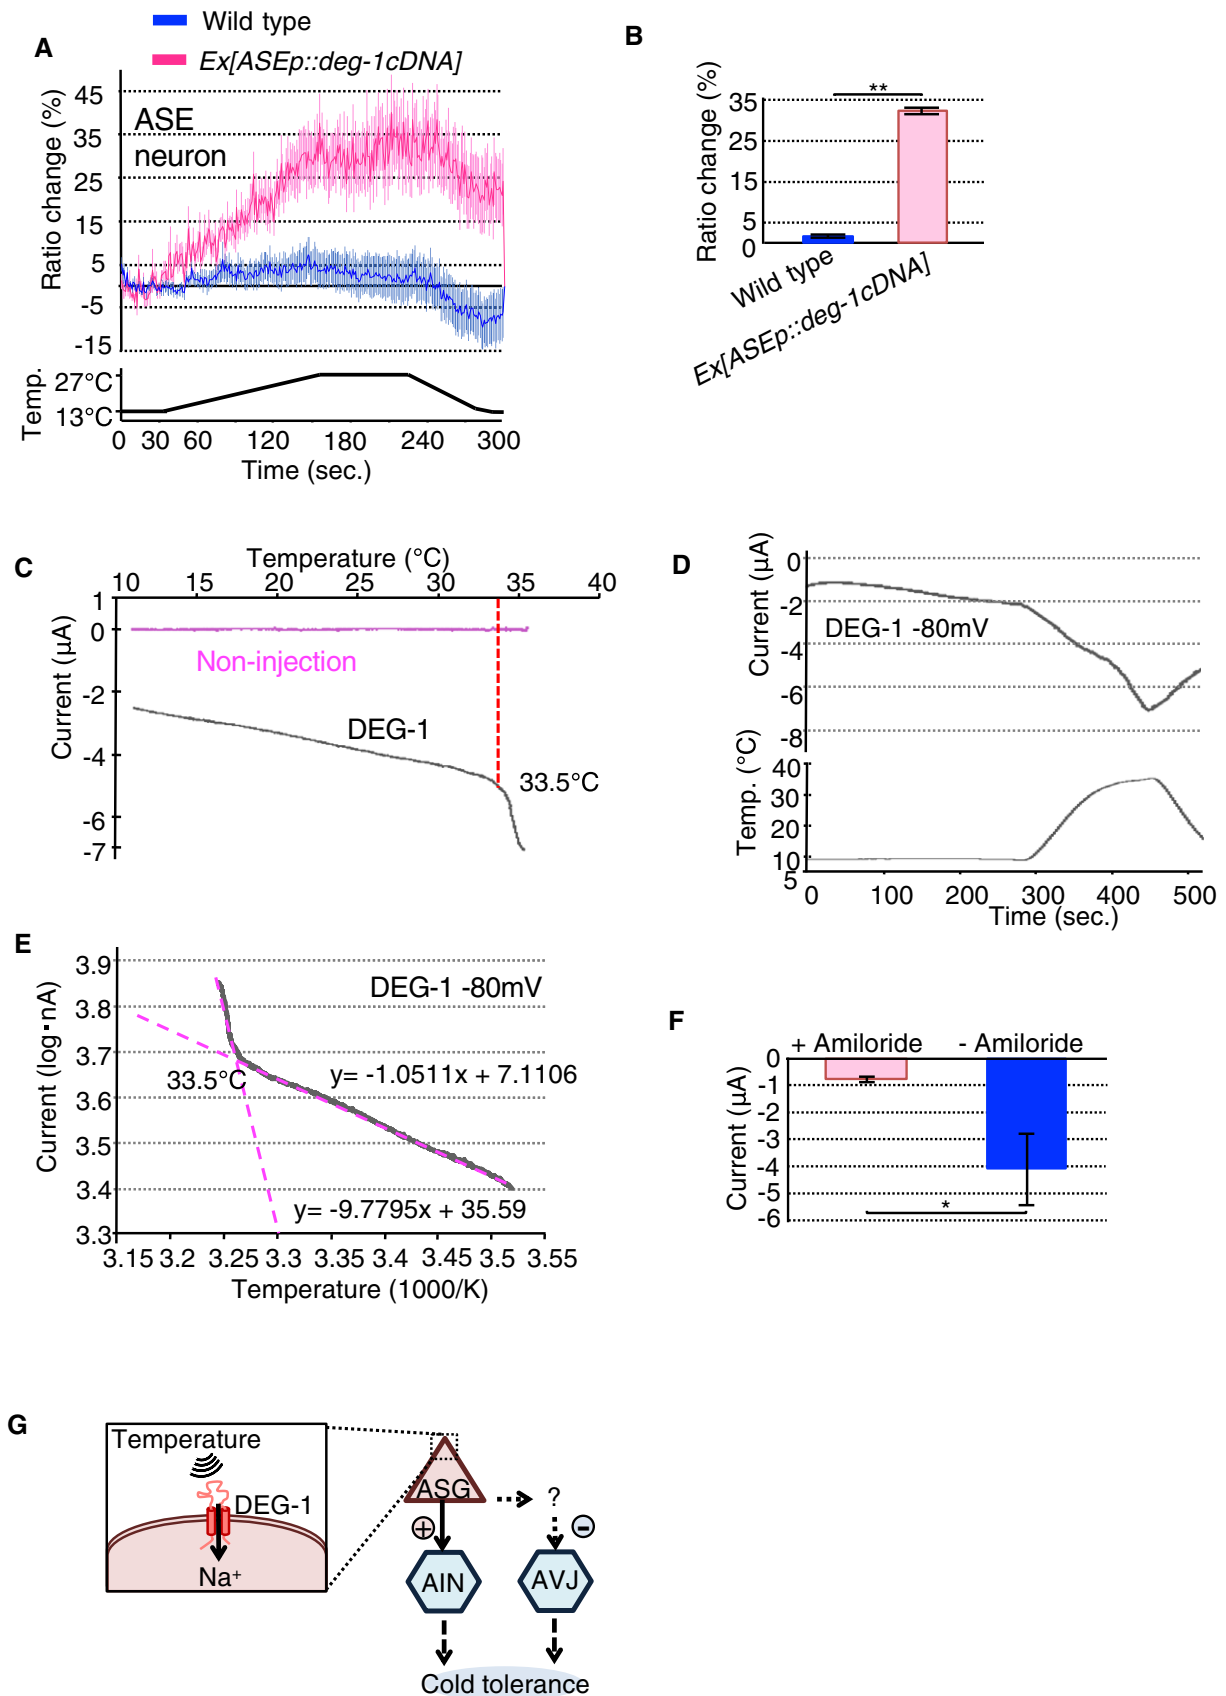 Wild type
Ex[ASEp::deg-1cDNA]
A
Ratio change (%)
45
35
25
15
5
0
-5
-15
ASE
neuron
Temp.
27°C
13°C
0 30 60 120 180 240 300
Time (sec.)
B
Ratio change (%)
35
25
15
5
0
**
Wild type
Ex[ASEp::deg-1cDNA]
C
Temperature (°C)
10 15 20 25 30 35 40
Current (µA)
1
0
-2
-4
-6
-7
Non-injection
DEG-1
33.5°C
D
Current (µA)
0
-2
-4
-6
-8
DEG-1 -80mV
Temp. (°C)
40
30
20
10
5
0 100 200 300 400 500
Time (sec.)
E
Current (log·nA)
3.9
3.8
3.7
3.6
3.5
3.4
3.3
DEG-1 -80mV
33.5°C
y= -1.0511x + 7.1106
y= -9.7795x + 35.59
3.15 3.2 3.25 3.3 3.35 3.4 3.45 3.5 3.55
Temperature (1000/K)
F
+ Amiloride - Amiloride
Current (µA)
0
-1
-2
-3
-4
-5
-6
*
G
Temperature
DEG-1
Na⁺
ASG
?
+
-
AIN
AVJ
Cold tolerance